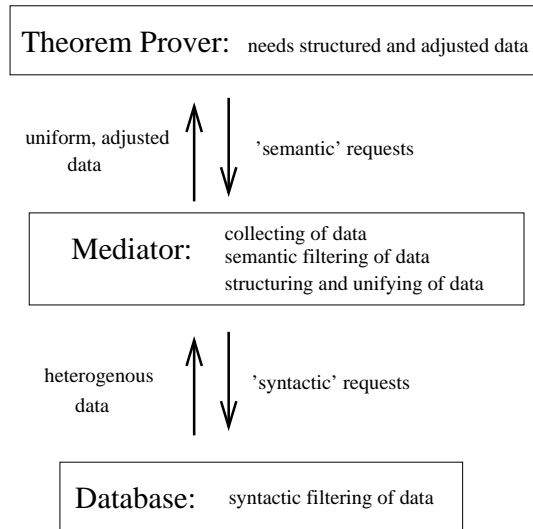 Theorem Prover: needs structured and adjusted data
uniform, adjusted
data
'semantic' requests
Mediator: collecting of data
semantic filtering of data
structuring and unifying of data
heterogenous
data
'syntactic' requests
Database: syntactic filtering of data